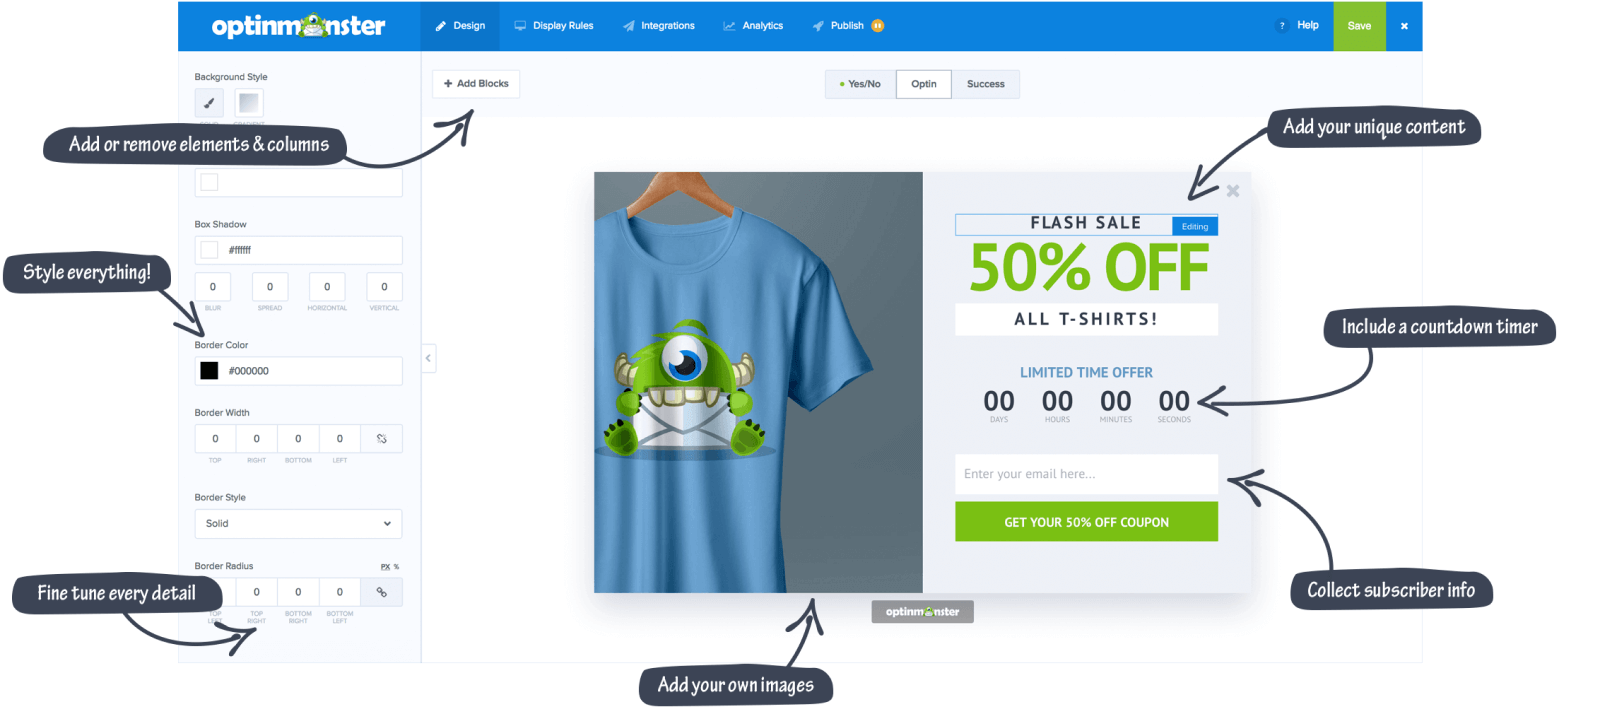 optinmonster
Design
Display Rules
Integrations
Analytics
Publish
? Help
Save
×
Background Style
+ Add Blocks
Yes/No
Optin
Success
Add or remove elements & columns
Add your unique content
Box Shadow
#ffffff
0 0 0 0
BLUR SPREAD HORIZONTAL VERTICAL
Style everything!
Border Color
#000000
Border Width
0 0 0 0
TOP RIGHT BOTTOM LEFT
Border Style
Solid
Border Radius PX %
0 0 0
TOP LEFT
TOP RIGHT
BOTTOM RIGHT
BOTTOM LEFT
Fine tune every detail
FLASH SALE
Editing
50% OFF
ALL T-SHIRTS!
LIMITED TIME OFFER
00 00 00 00
DAYS HOURS MINUTES SECONDS
Include a countdown timer
Enter your email here...
GET YOUR 50% OFF COUPON
Collect subscriber info
optinmonster
Add your own images